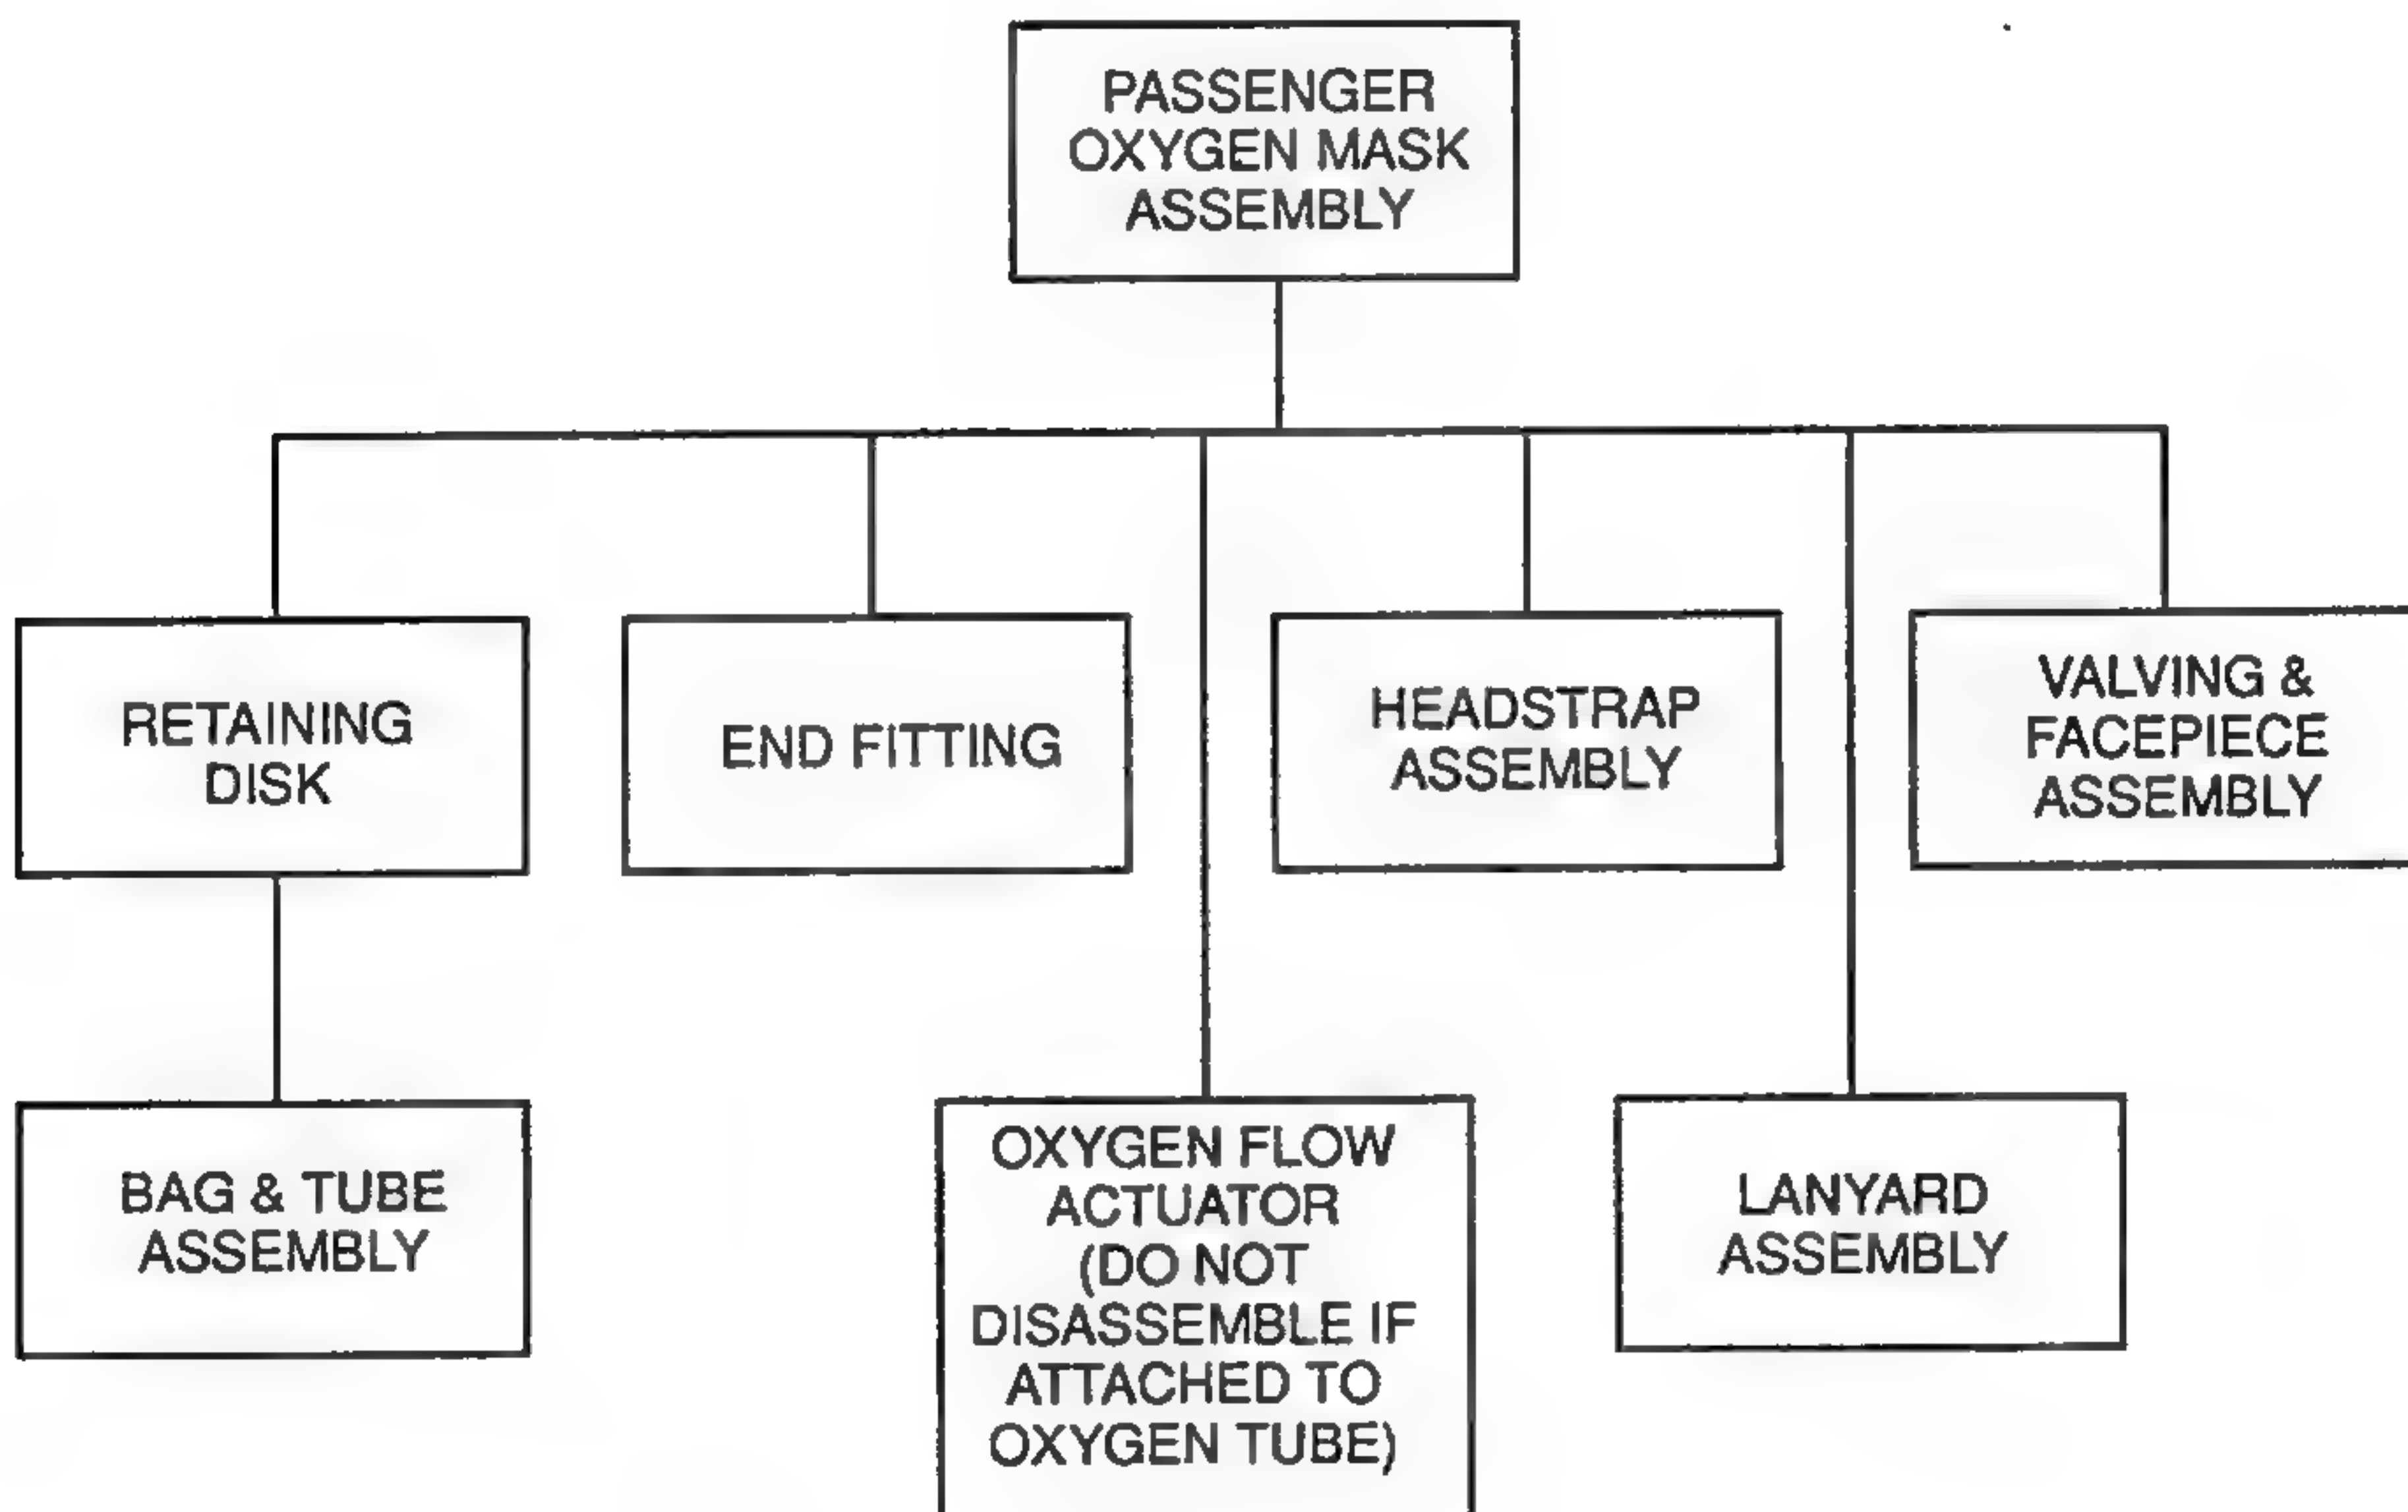 PASSENGER
OXYGEN MASK
ASSEMBLY
RETAINING
DISK
END FITTING
HEADSTRAP
ASSEMBLY
VALVING &
FACEPIECE
ASSEMBLY
BAG & TUBE
ASSEMBLY
OXYGEN FLOW
ACTUATOR
(DO NOT
DISASSEMBLE IF
ATTACHED TO
OXYGEN TUBE)
LANYARD
ASSEMBLY